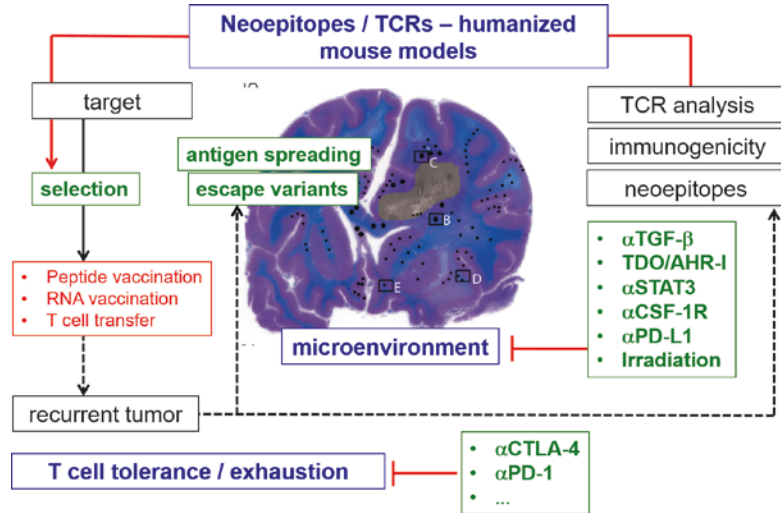 Neoepitopes / TCRs – humanized
mouse models
target
TCR analysis
immunogenicity
neoepitopes
antigen spreading
escape variants
selection
C
B
D
E
• Peptide vaccination
• RNA vaccination
• T cell transfer
• αTGF-β
• TDO/AHR-I
• αSTAT3
• αCSF-1R
• αPD-L1
• Irradiation
microenvironment
recurrent tumor
T cell tolerance / exhaustion
• αCTLA-4
• αPD-1
• ...